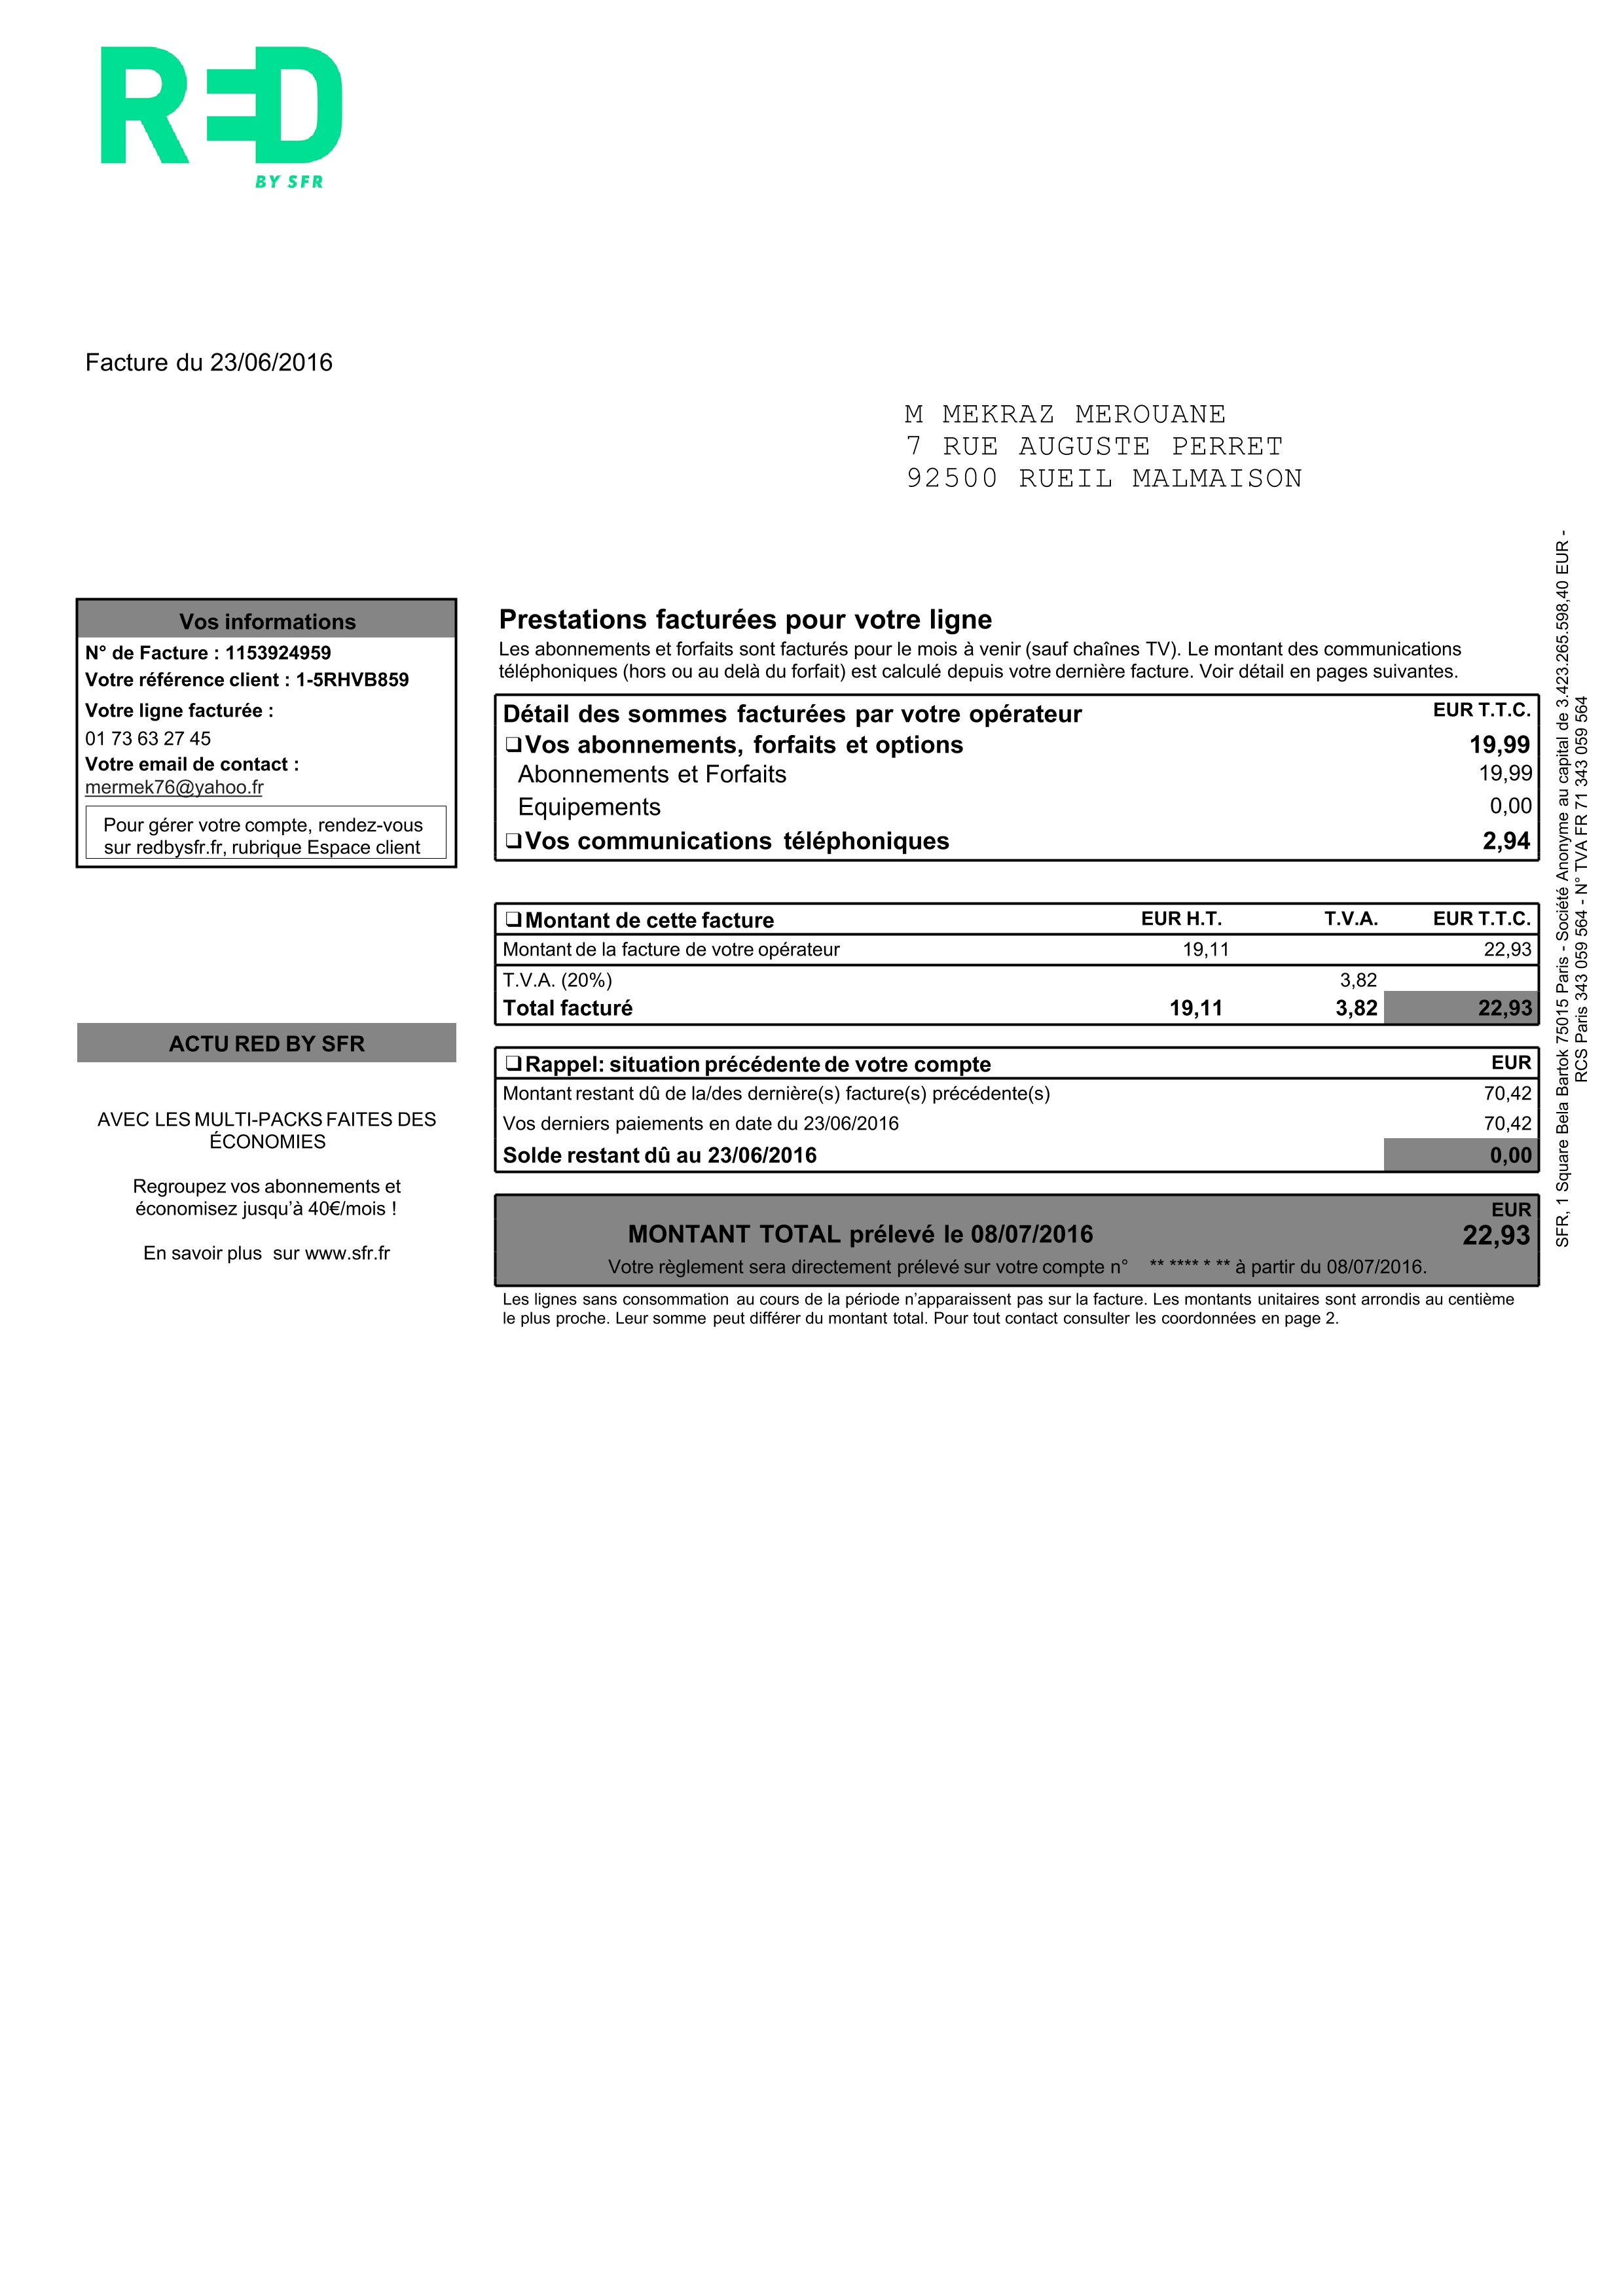 RED
BY SFR
Facture du 23/06/2016
M MEKRAZ MEROUANE
7 RUE AUGUSTE PERRET
92500 RUEIL MALMAISON
Vos informations
N° de Facture : 1153924959
Votre référence client : 1-5RHVB859
Votre ligne facturée :
01 73 63 27 45
Votre email de contact :
mermek76@yahoo.fr
Pour gérer votre compte, rendez-vous
sur redbysfr.fr, rubrique Espace client
ACTU RED BY SFR
AVEC LES MULTI-PACKS FAITES DES
ÉCONOMIES
Regroupez vos abonnements et
économisez jusqu'à 40€/mois !
En savoir plus sur www.sfr.fr
Prestations facturées pour votre ligne
Les abonnements et forfaits sont facturés pour le mois à venir (sauf chaînes TV). Le montant des communications
téléphoniques (hors ou au delà du forfait) est calculé depuis votre dernière facture. Voir détail en pages suivantes.
Détail des sommes facturées par votre opérateur EUR T.T.C.
❑Vos abonnements, forfaits et options 19,99
Abonnements et Forfaits 19,99
Equipements 0,00
❑Vos communications téléphoniques 2,94
❑Montant de cette facture EUR H.T. T.V.A. EUR T.T.C.
Montant de la facture de votre opérateur 19,11 22,93
T.V.A. (20%) 3,82
Total facturé 19,11 3,82 22,93
❑Rappel: situation précédente de votre compte EUR
Montant restant dû de la/des dernière(s) facture(s) précédente(s) 70,42
Vos derniers paiements en date du 23/06/2016 70,42
Solde restant dû au 23/06/2016 0,00
EUR
MONTANT TOTAL prélevé le 08/07/2016 22,93
Votre règlement sera directement prélevé sur votre compte n° ** **** * ** à partir du 08/07/2016.
Les lignes sans consommation au cours de la période n'apparaissent pas sur la facture. Les montants unitaires sont arrondis au centième
le plus proche. Leur somme peut différer du montant total. Pour tout contact consulter les coordonnées en page 2.
SFR, 1 Square Bela Bartok 75015 Paris - Société Anonyme au capital de 3.423.265.598,40 EUR -
RCS Paris 343 059 564 - N° TVA FR 71 343 059 564